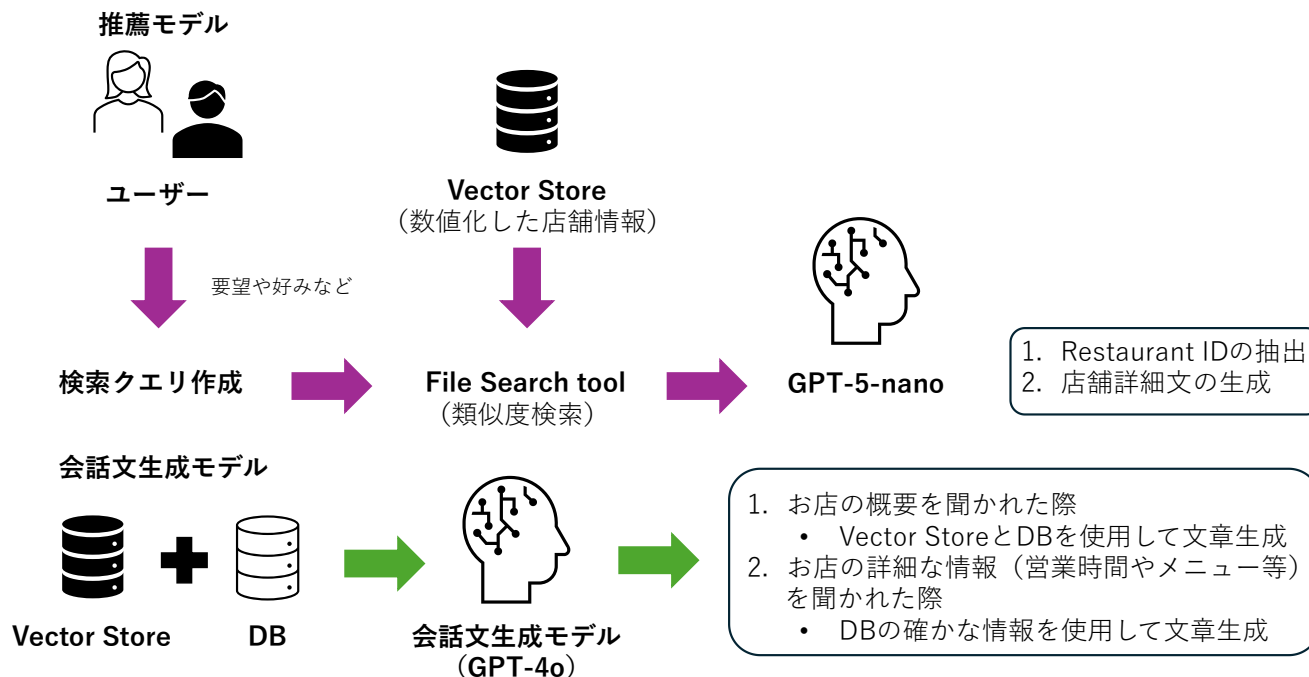 推薦モデル
ユーザー
Vector Store
（数値化した店舗情報）
要望や好みなど
検索クエリ作成
File Search tool
（類似度検索）
GPT-5-nano
1. Restaurant IDの抽出
2. 店舗詳細文の生成
会話文生成モデル
Vector Store
DB
会話文生成モデル
（GPT-4o）
1. お店の概要を聞かれた際
• Vector StoreとDBを使用して文章生成
2. お店の詳細な情報（営業時間やメニュー等）
を聞かれた際
• DBの確かな情報を使用して文章生成